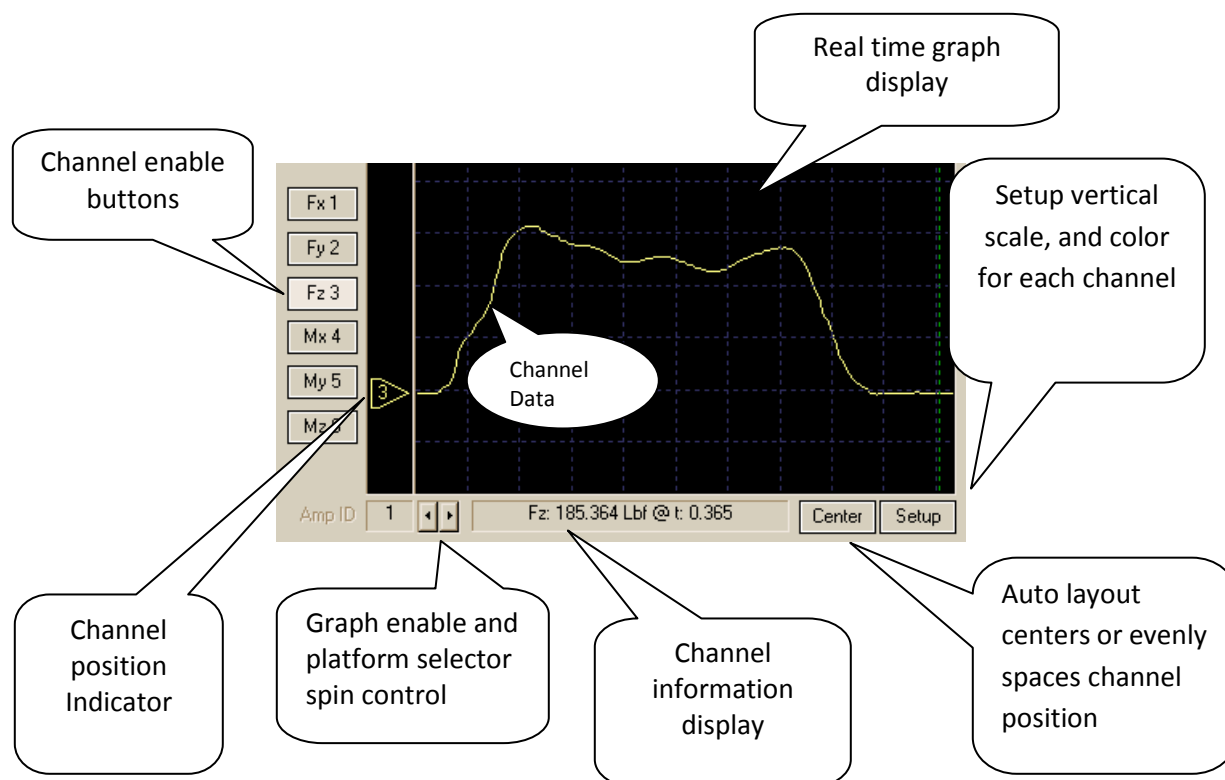 Real time graph
display
Channel enable
buttons
Setup vertical
scale, and color
for each channel
Fx 1
Fy 2
Fz 3
Mx 4
My 5
Mz 6
3
Channel
Data
Amp ID
1
Fz: 185.364 Lbf @ t: 0.365
Center
Setup
Channel
position
Indicator
Graph enable and
platform selector
spin control
Channel
information
display
Auto layout
centers or evenly
spaces channel
position